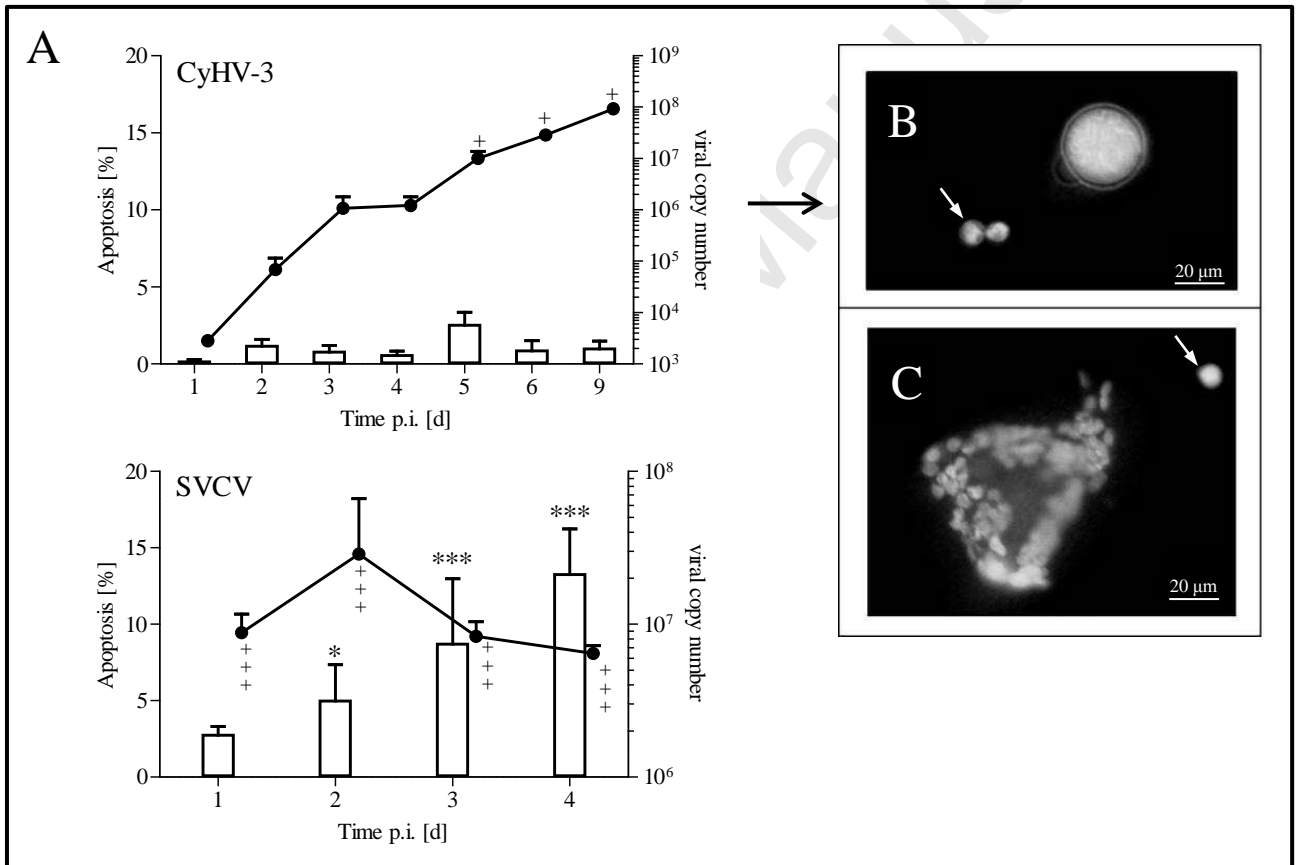 A
CyHV-3
20
15
10
5
0
Apoptosis [%]
10⁹
10⁸
10⁷
10⁶
10⁵
10⁴
10³
viral copy number
+ + +
1 2 3 4 5 6 9
Time p.i. [d]
SVCV
20
15
10
5
0
Apoptosis [%]
10⁸
10⁷
10⁶
viral copy number
* *** ***
+++ +++ +++ +++
1 2 3 4
Time p.i. [d]
B
20 µm
C
20 µm